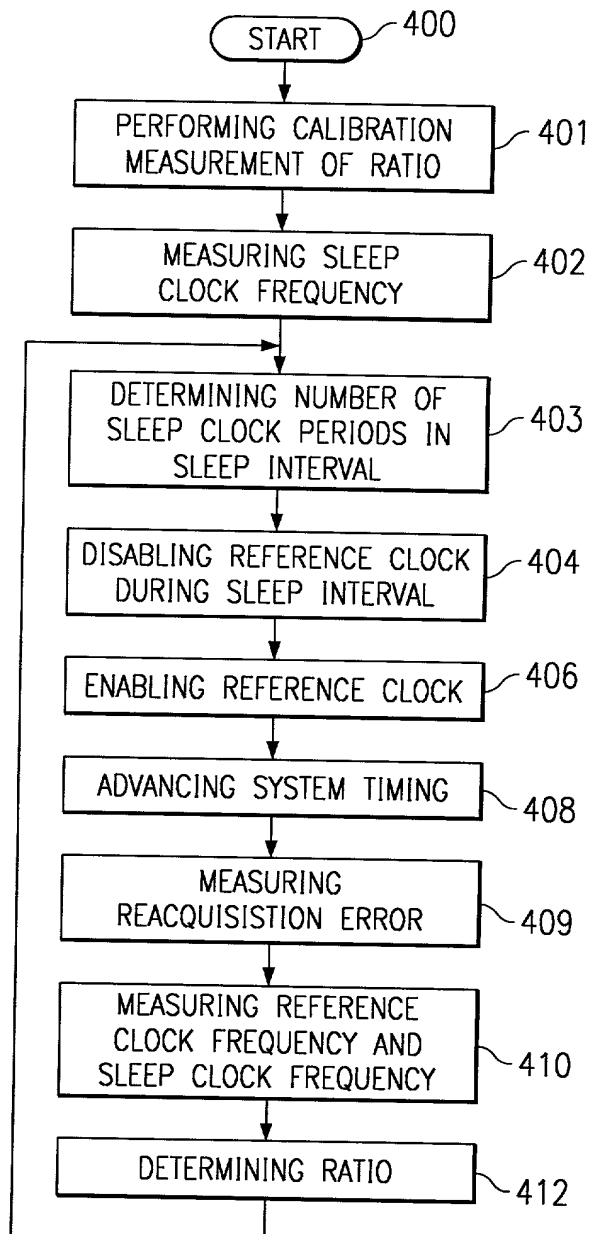 START
400
PERFORMING CALIBRATION
MEASUREMENT OF RATIO
401
MEASURING SLEEP
CLOCK FREQUENCY
402
DETERMINING NUMBER OF
SLEEP CLOCK PERIODS IN
SLEEP INTERVAL
403
DISABLING REFERENCE CLOCK
DURING SLEEP INTERVAL
404
ENABLING REFERENCE CLOCK
406
ADVANCING SYSTEM TIMING
408
MEASURING
REACQUISISTION ERROR
409
MEASURING REFERENCE
CLOCK FREQUENCY AND
SLEEP CLOCK FREQUENCY
410
DETERMINING RATIO
412